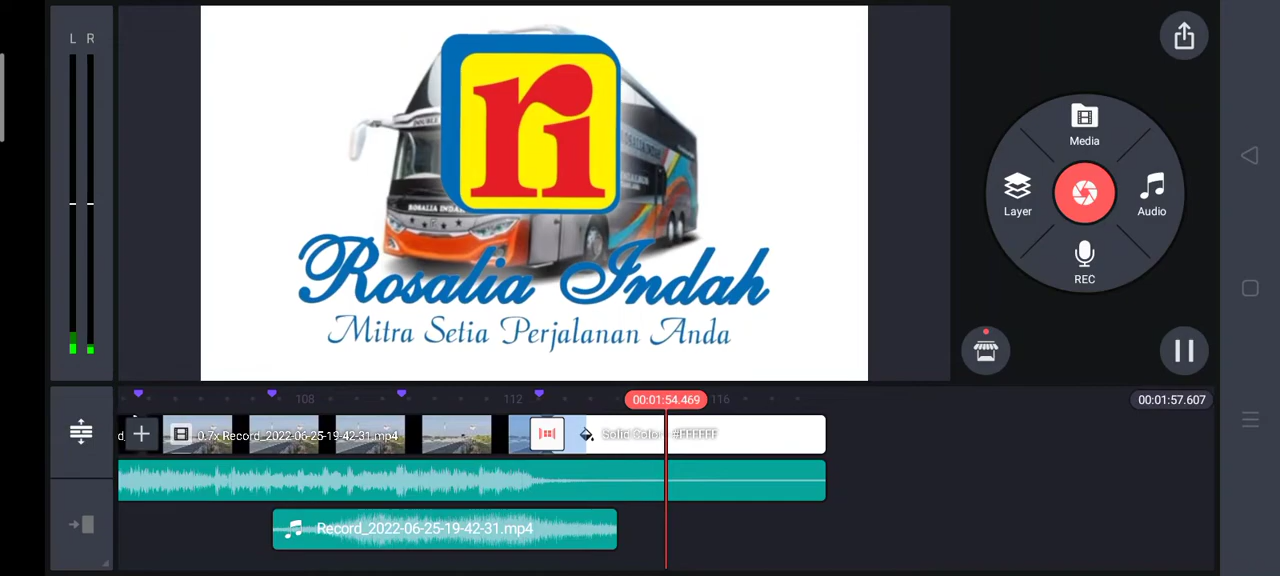 L R
Media
Layer
Audio
REC
ri
ROSALIA INDAH
Rosalia Indah
Mitra Setia Perjalanan Anda
108
112
00:01:54.469
116
00:01:57.607
0.7x Record_2022-06-25-19-42-31.mp4
Solid Color #FFFFFF
Record_2022-06-25-19-42-31.mp4